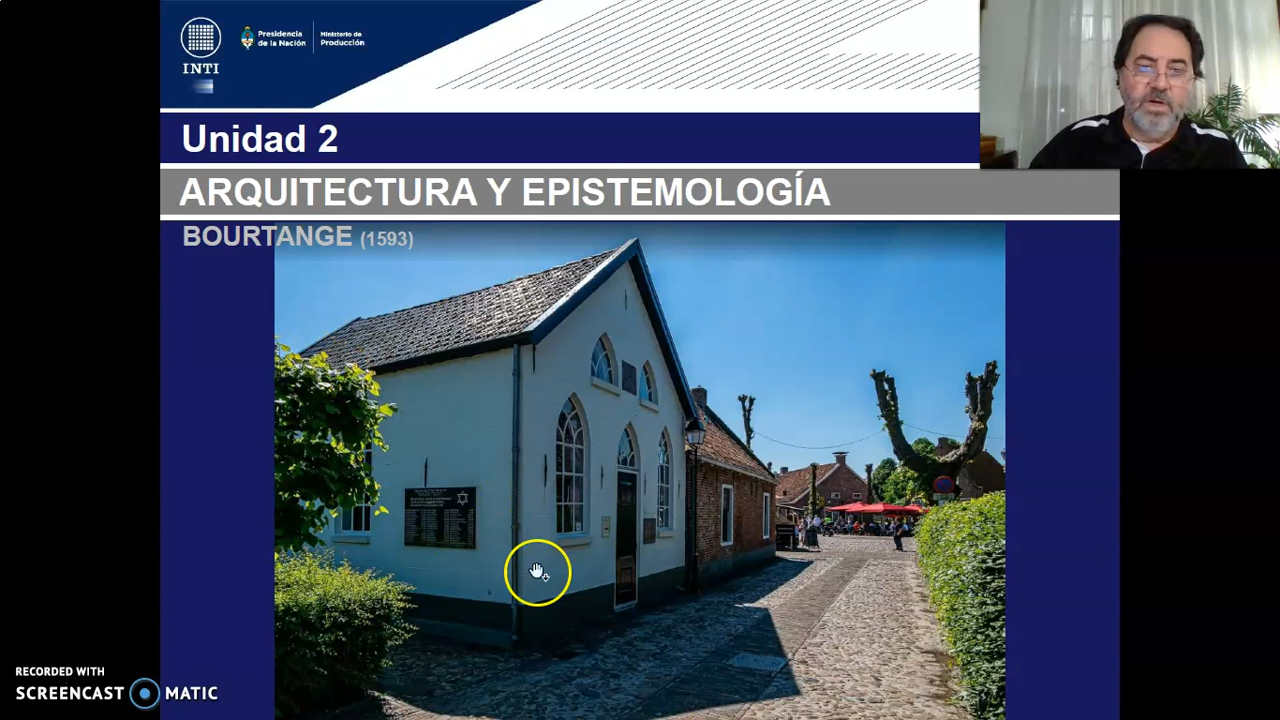 INTI
Presidencia
de la Nación
Ministerio de
Producción
Unidad 2
ARQUITECTURA Y EPISTEMOLOGÍA
BOURTANGE (1593)
RECORDED WITH
SCREENCAST MATIC